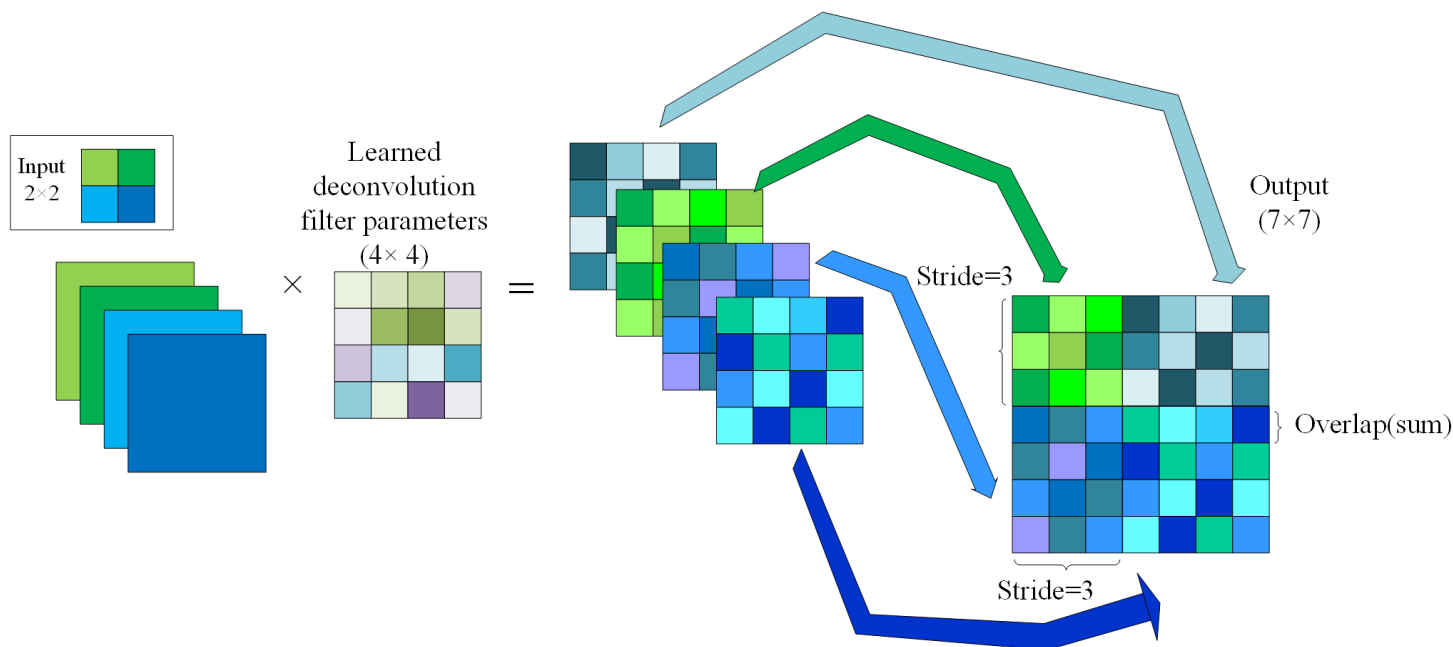 Input
2×2
Learned
deconvolution
filter parameters
(4× 4)
×
=
Stride=3
Output
(7×7)
Overlap(sum)
Stride=3